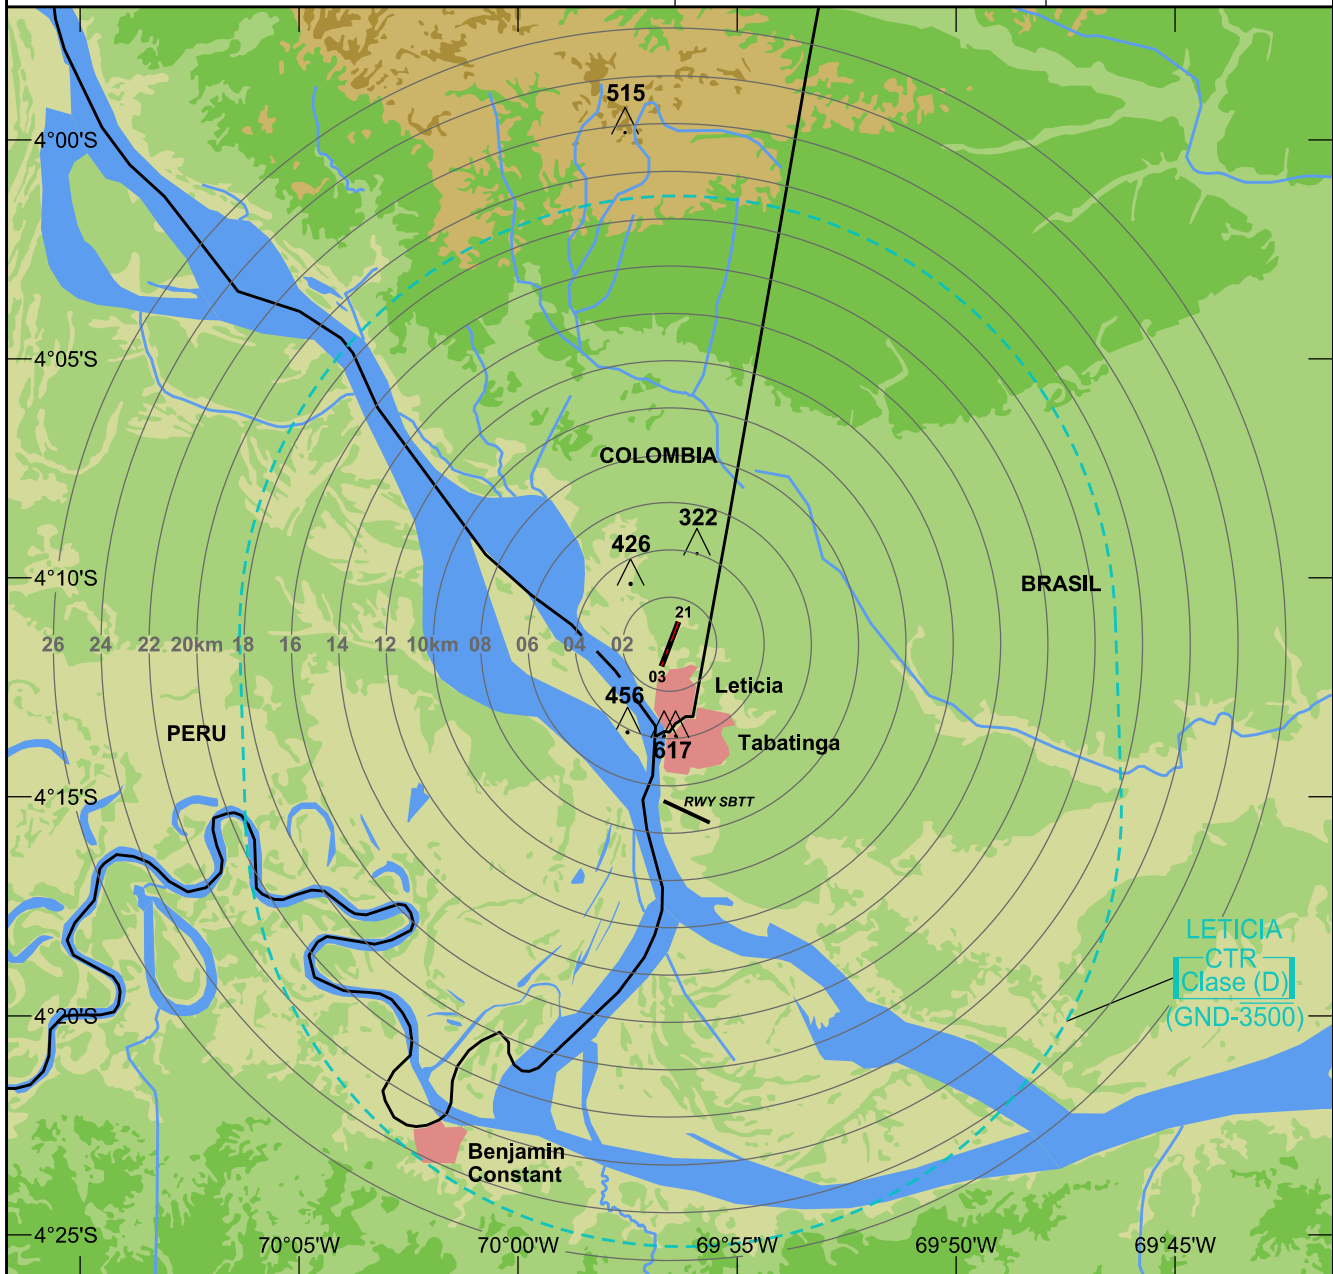 515
4°00'S
4°05'S
COLOMBIA
322
426
4°10'S
BRASIL
21
26 24 22 20km 18 16 14 12 10km 08 06 04 02
03
Leticia
456
PERU
617
Tabatinga
4°15'S
RWY SBTT
LETICIA
CTR
Clase (D)
(GND-3500)
4°20'S
Benjamin
Constant
4°25'S
70°05'W 70°00'W 69°55'W 69°50'W 69°45'W